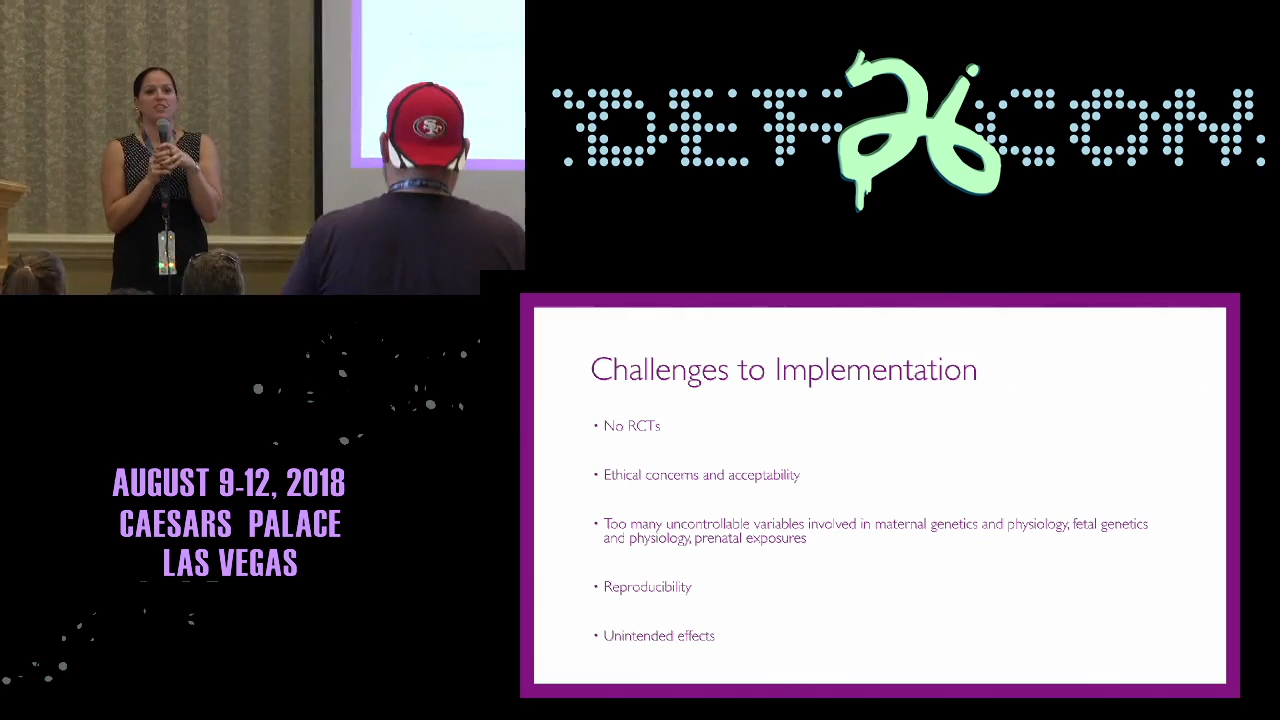 DEF CON
26
SF
AUGUST 9-12, 2018
CAESARS PALACE
LAS VEGAS
Challenges to Implementation
• No RCTs
• Ethical concerns and acceptability
• Too many uncontrollable variables involved in maternal genetics and physiology, fetal genetics
and physiology, prenatal exposures
• Reproducibility
• Unintended effects